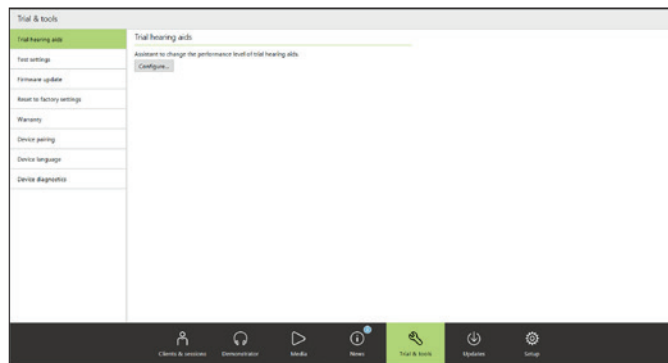 Trial & tools
Trial hearing aids
Test settings
Firmware update
Reset to factory settings
Warranty
Device pairing
Device language
Device diagnostics
Trial hearing aids
Assistant to change the performance level of trial hearing aids.
Configure...
Clients & sessions
Demonstrator
Media
News
Trial & tools
Updates
Setup